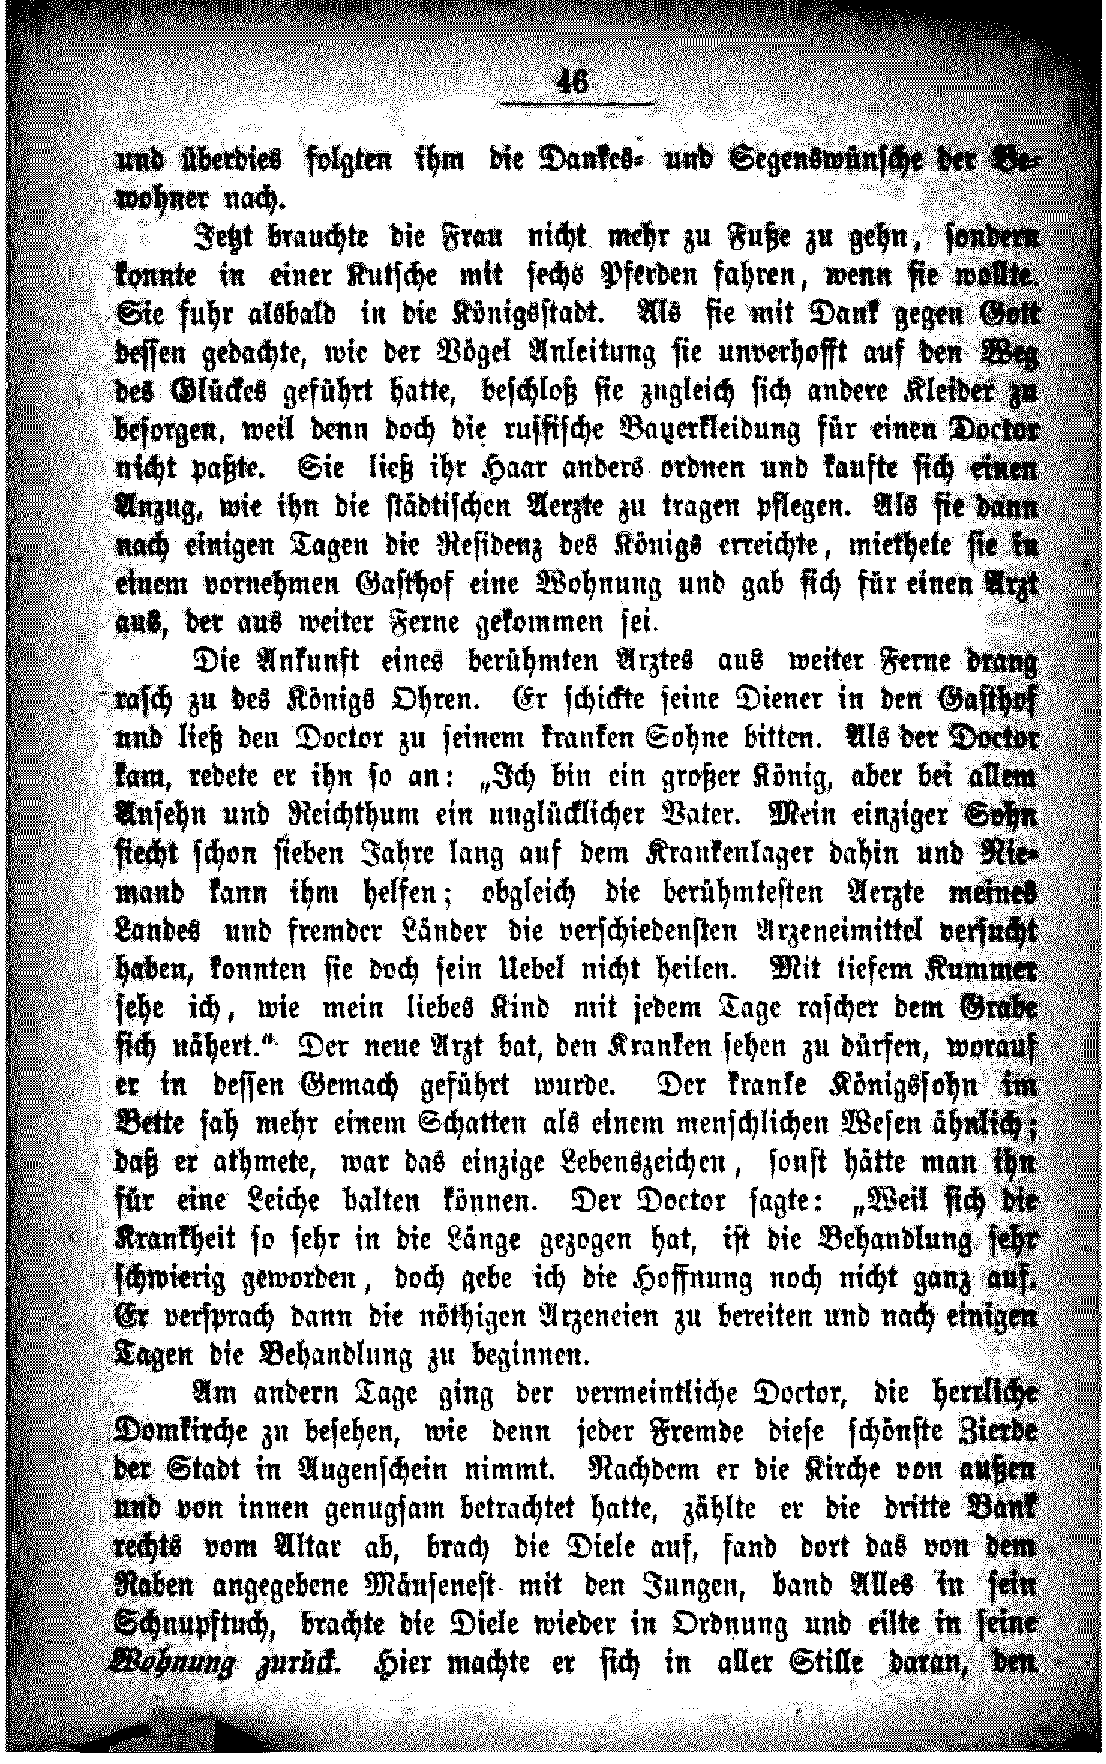 46
und überdies folgten ihm die Dankes- und Segenswünsche der Be-
wohner nach.
Jetzt brauchte die Frau nicht mehr zu Fuße zu gehn, sondern
konnte in einer Kutsche mit sechs Pferden fahren, wenn sie wollte.
Sie fuhr alsbald in die Königsstadt. Als sie mit Dank gegen Gott
dessen gedachte, wie der Vögel Anleitung sie unverhofft auf den Weg
des Glückes geführt hatte, beschloß sie zugleich sich andere Kleider zu
besorgen, weil denn doch die russische Bauerkleidung für einen Doctor
nicht paßte. Sie ließ ihr Haar anders ordnen und kaufte sich einen
Anzug, wie ihn die städtischen Aerzte zu tragen pflegen. Als sie dann
nach einigen Tagen die Residenz des Königs erreichte, miethete sie in
einem vornehmen Gasthof eine Wohnung und gab sich für einen Arzt
aus, der aus weiter Ferne gekommen sei.
Die Ankunft eines berühmten Arztes aus weiter Ferne drang
rasch zu des Königs Ohren. Er schickte seine Diener in den Gasthof
und ließ den Doctor zu seinem kranken Sohne bitten. Als der Doctor
kam, redete er ihn so an: „Ich bin ein großer König, aber bei allem
Ansehn und Reichthum ein unglücklicher Vater. Mein einziger Sohn
siecht schon sieben Jahre lang auf dem Krankenlager dahin und Nie-
mand kann ihm helfen; obgleich die berühmtesten Aerzte meines
Landes und fremder Länder die verschiedensten Arzeneimittel versucht
haben, konnten sie doch sein Uebel nicht heilen. Mit tiefem Kummer
sehe ich, wie mein liebes Kind mit jedem Tage rascher dem Grabe
sich nähert.“ Der neue Arzt bat, den Kranken sehen zu dürfen, worauf
er in dessen Gemach geführt wurde. Der kranke Königssohn im
Bette sah mehr einem Schatten als einem menschlichen Wesen ähnlich;
daß er athmete, war das einzige Lebenszeichen, sonst hätte man ihn
für eine Leiche halten können. Der Doctor sagte: „Weil sich die
Krankheit so sehr in die Länge gezogen hat, ist die Behandlung sehr
schwierig geworden, doch gebe ich die Hoffnung noch nicht ganz auf.
Er versprach dann die nöthigen Arzeneien zu bereiten und nach einigen
Tagen die Behandlung zu beginnen.
Am andern Tage ging der vermeintliche Doctor, die herrliche
Domkirche zu besehen, wie denn jeder Fremde diese schönste Zierde
der Stadt in Augenschein nimmt. Nachdem er die Kirche von außen
und von innen genugsam betrachtet hatte, zählte er die dritte Bank
rechts vom Altar ab, brach die Diele auf, fand dort das von dem
Raben angegebene Mäusenest mit den Jungen, band Alles in sein
Schnupftuch, brachte die Diele wieder in Ordnung und eilte in seine
Wohnung zurück. Hier machte er sich in aller Stille daran, den